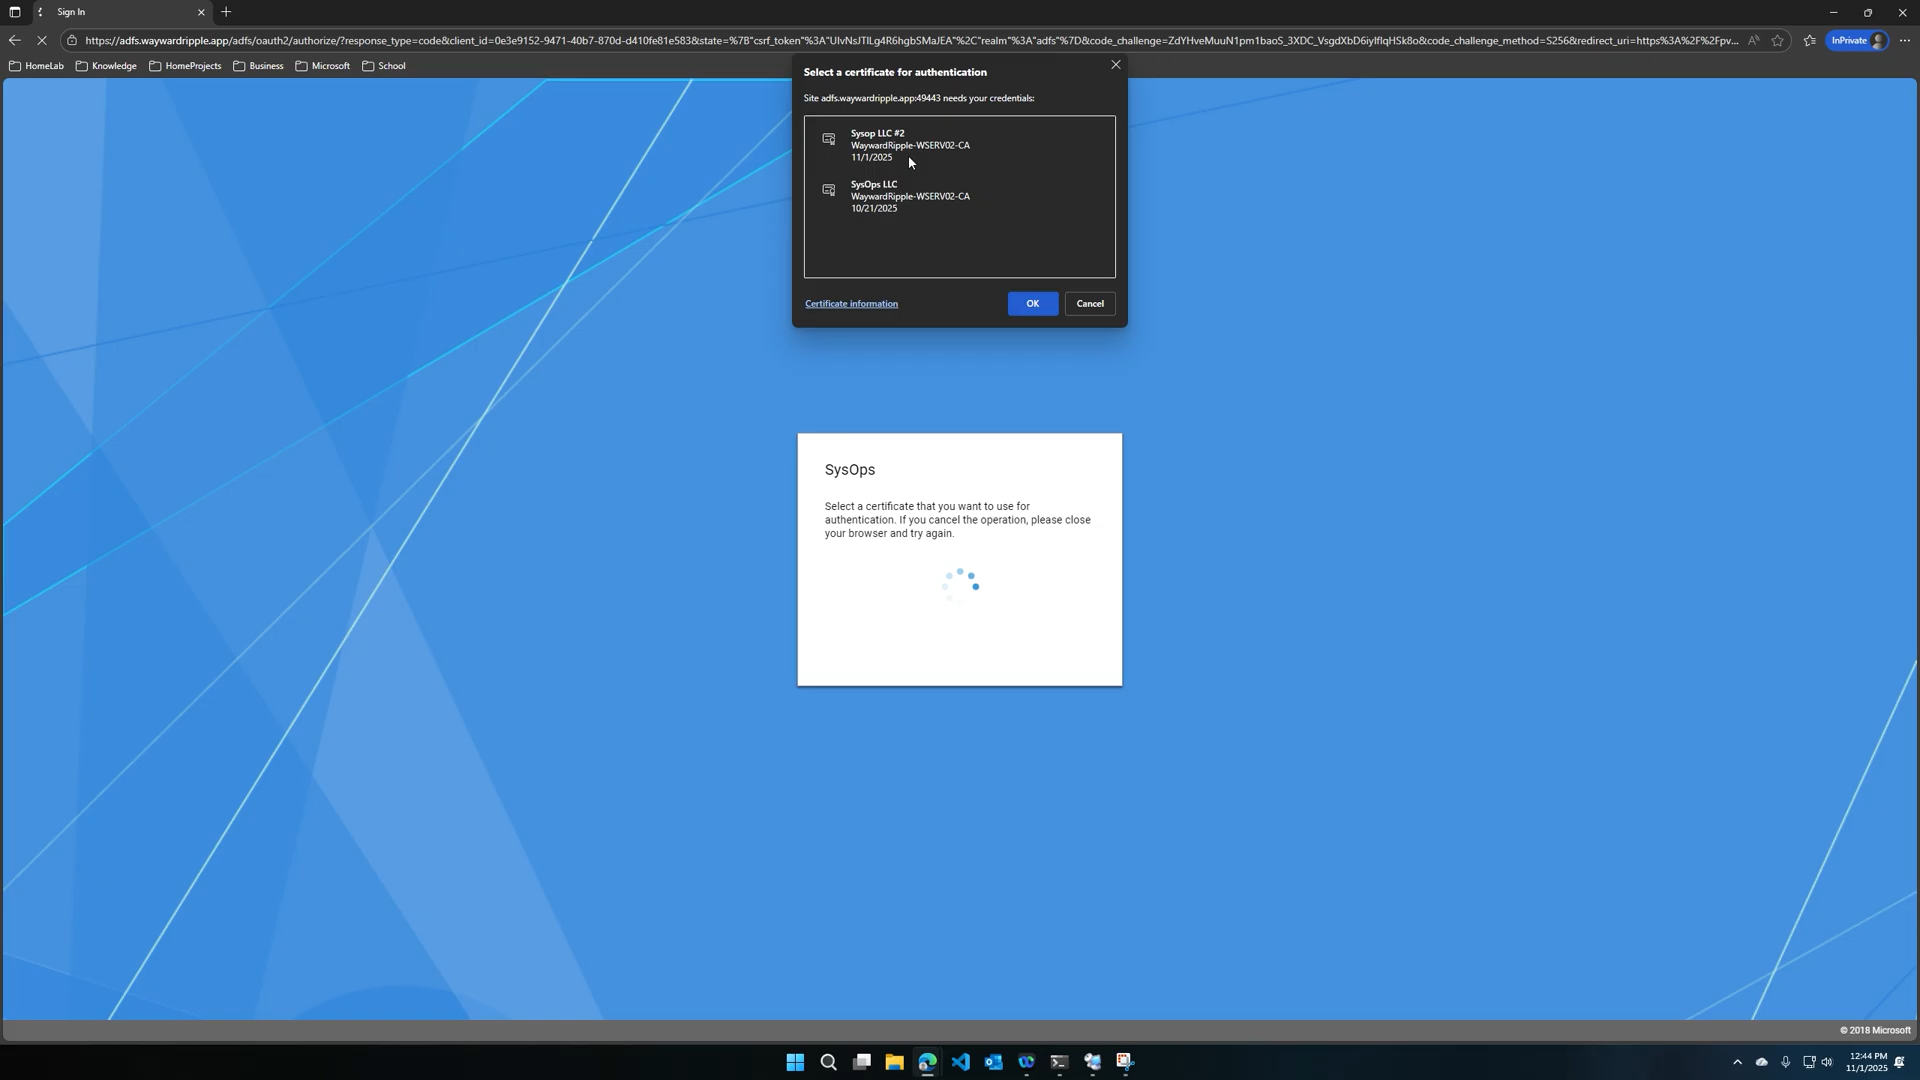 Sign In
https://adfs.waywardripple.app/adfs/oauth2/authorize/?response_type=code&client_id=0e3e9152-9471-40b7-870d-d410fe81e583&state=%7B"csrf_token"%3A"UIvNsJTILg4R6hgbSMaJEA"%2C"realm"%3A"adfs"%7D&code_challenge=ZdYHveMuuN1pm1baoS_3XDC_VsgdXbD6iyIflqHSk8o&code_challenge_method=S256&redirect_uri=https%3A%2F%2Fpv...
InPrivate
HomeLab
Knowledge
HomeProjects
Business
Microsoft
School
Select a certificate for authentication
Site adfs.waywardripple.app:49443 needs your credentials:
Sysop LLC #2
WaywardRipple-WSERV02-CA
11/1/2025
SysOps LLC
WaywardRipple-WSERV02-CA
10/21/2025
Certificate information
OK
Cancel
SysOps
Select a certificate that you want to use for
authentication. If you cancel the operation, please close
your browser and try again.
© 2018 Microsoft
12:44 PM
11/1/2025